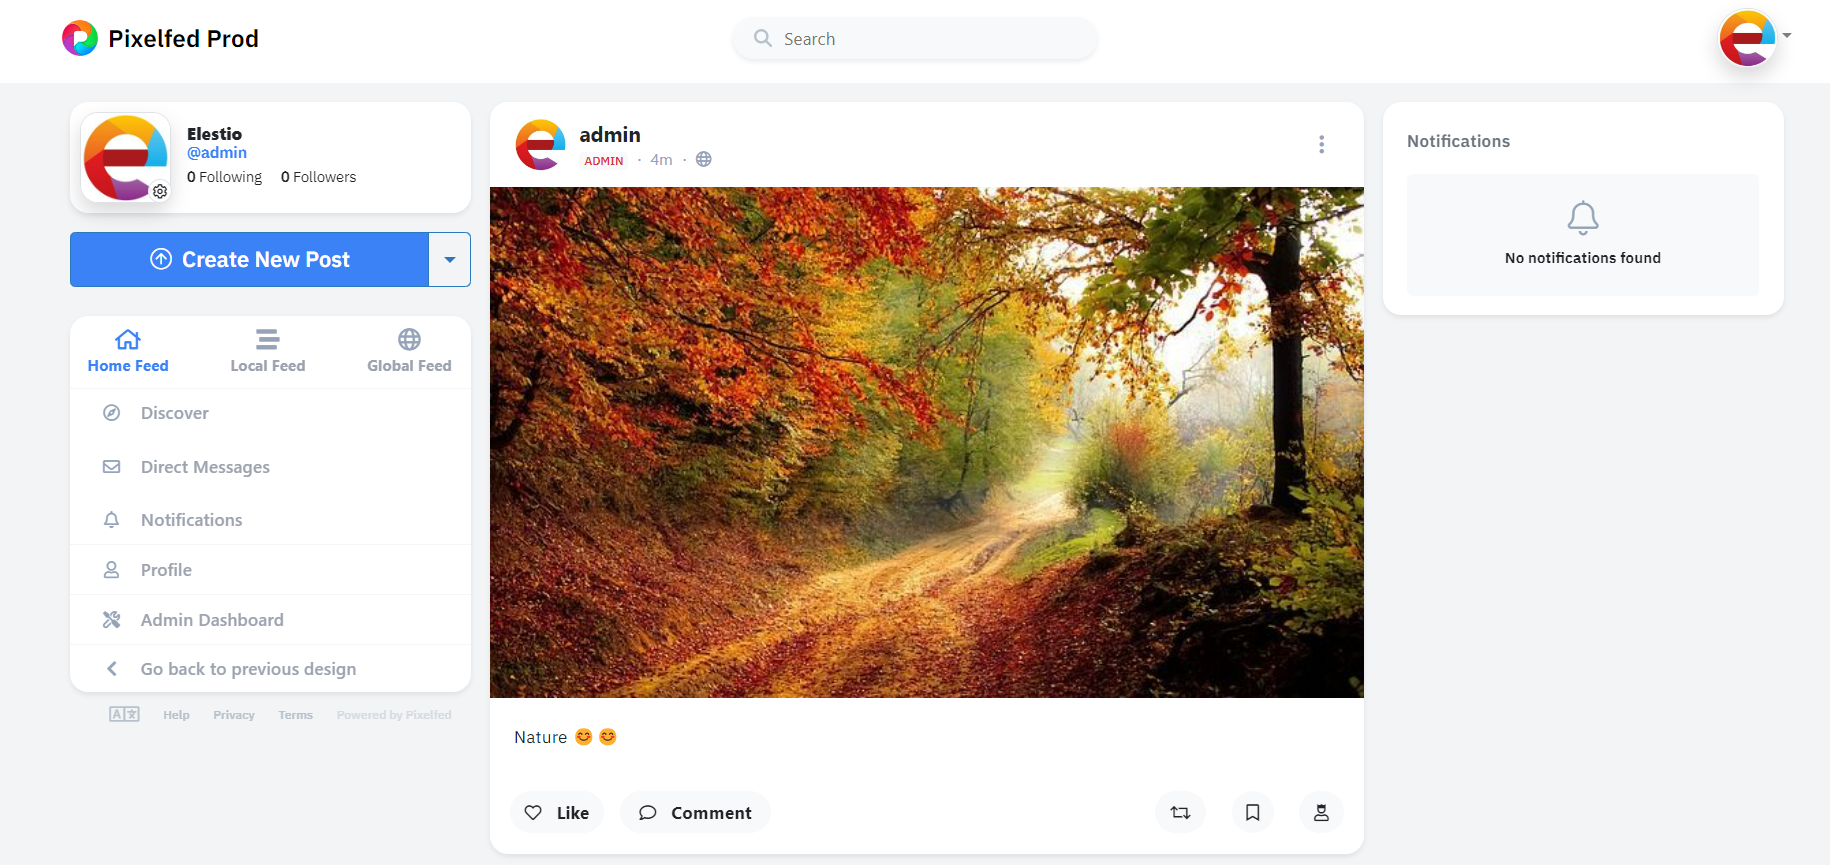 Pixelfed Prod
Search
Elestio
@admin
0 Following 0 Followers
Create New Post
Home Feed
Local Feed
Global Feed
Discover
Direct Messages
Notifications
Profile
Admin Dashboard
Go back to previous design
Help Privacy Terms Powered by Pixelfed
admin
ADMIN · 4m ·
Nature 😊😊
Like
Comment
Notifications
No notifications found